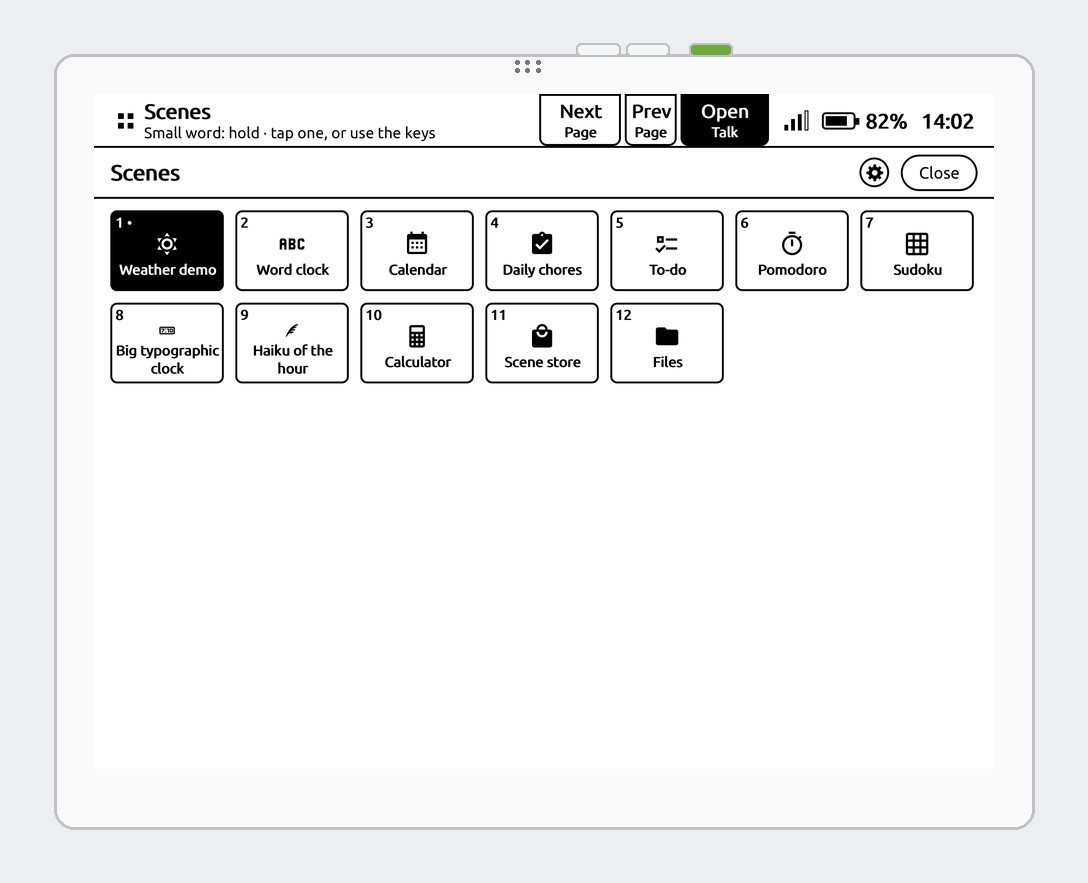 Scenes
Small word: hold · tap one, or use the keys
Next
Page
Prev
Page
Open
Talk
82%
14:02
Scenes
Close
1 •
Weather demo
2
ABC
Word clock
3
Calendar
4
Daily chores
5
To-do
6
Pomodoro
7
Sudoku
8
Big typographic
clock
9
Haiku of the
hour
10
Calculator
11
Scene store
12
Files